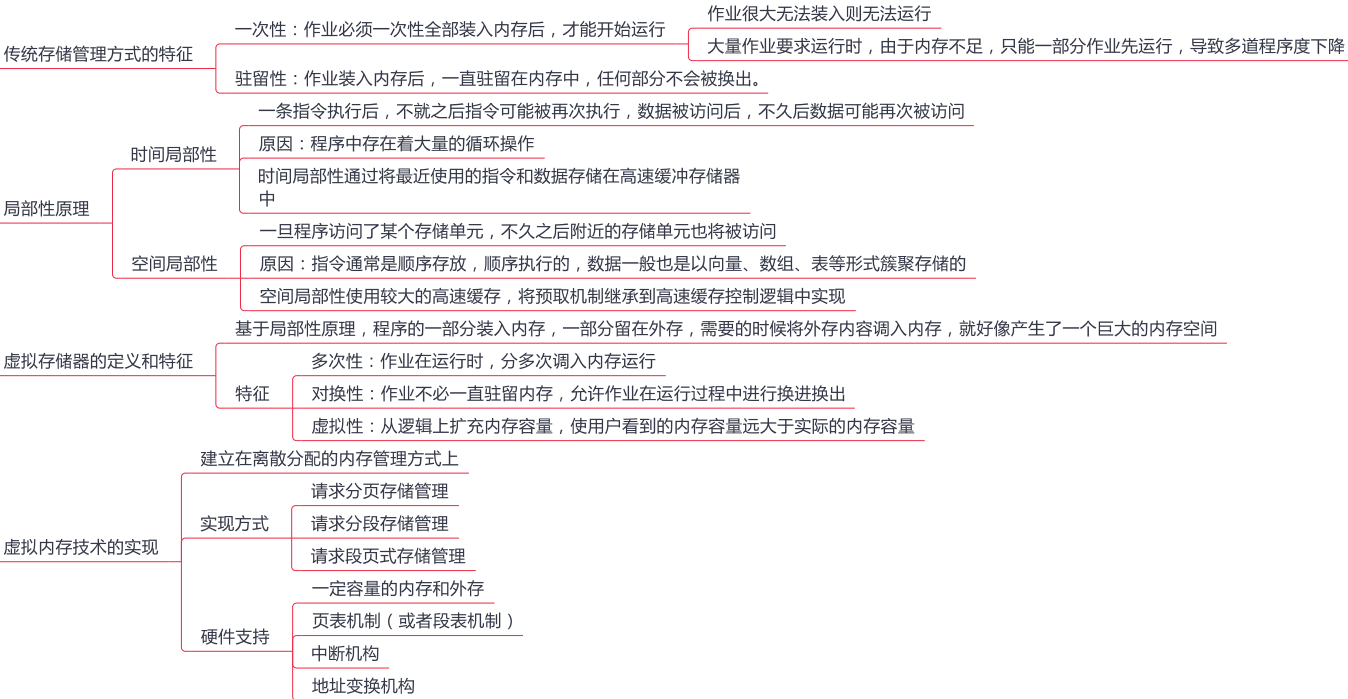 传统存储管理方式的特征
一次性：作业必须一次性全部装入内存后，才能开始运行
作业很大无法装入则无法运行
大量作业要求运行时，由于内存不足，只能一部分作业先运行，导致多道程序度下降
驻留性：作业装入内存后，一直驻留在内存中，任何部分不会被换出。
局部性原理
时间局部性
一条指令执行后，不就之后指令可能被再次执行，数据被访问后，不久后数据可能再次被访问
原因：程序中存在着大量的循环操作
时间局部性通过将最近使用的指令和数据存储在高速缓冲存储器
中
空间局部性
一旦程序访问了某个存储单元，不久之后附近的存储单元也将被访问
原因：指令通常是顺序存放，顺序执行的，数据一般也是以向量、数组、表等形式簇聚存储的
空间局部性使用较大的高速缓存，将预取机制继承到高速缓存控制逻辑中实现
虚拟存储器的定义和特征
基于局部性原理，程序的一部分装入内存，一部分留在外存，需要的时候将外存内容调入内存，就好像产生了一个巨大的内存空间
特征
多次性：作业在运行时，分多次调入内存运行
对换性：作业不必一直驻留内存，允许作业在运行过程中进行换进换出
虚拟性：从逻辑上扩充内存容量，使用户看到的内存容量远大于实际的内存容量
虚拟内存技术的实现
建立在离散分配的内存管理方式上
实现方式
请求分页存储管理
请求分段存储管理
请求段页式存储管理
硬件支持
一定容量的内存和外存
页表机制（或者段表机制）
中断机构
地址变换机构